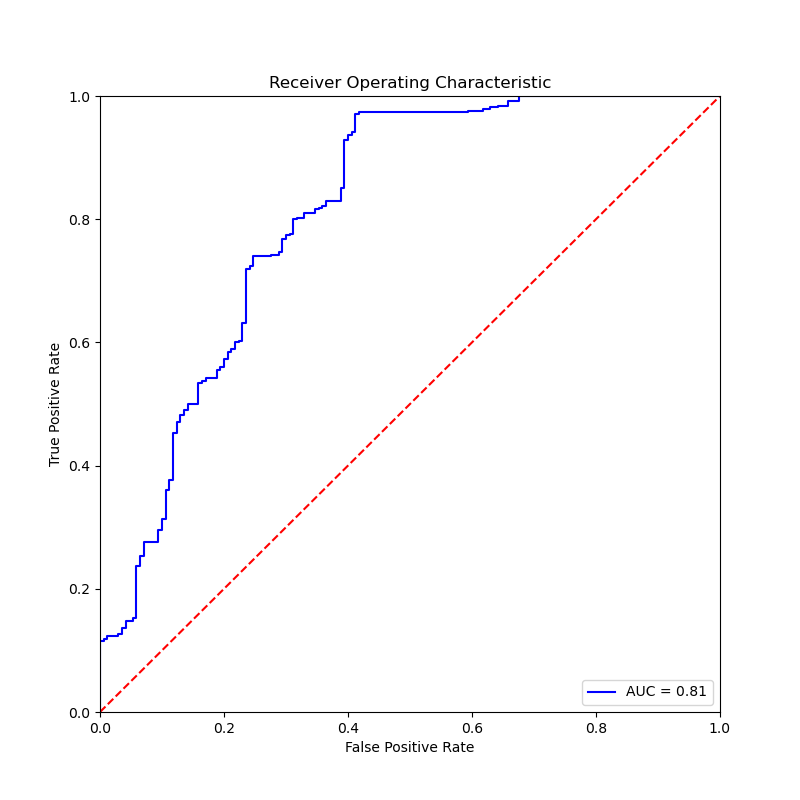 Receiver Operating Characteristic
True Positive Rate
1.0
0.8
0.6
0.4
0.2
0.0
AUC = 0.81
0.0 0.2 0.4 0.6 0.8 1.0
False Positive Rate